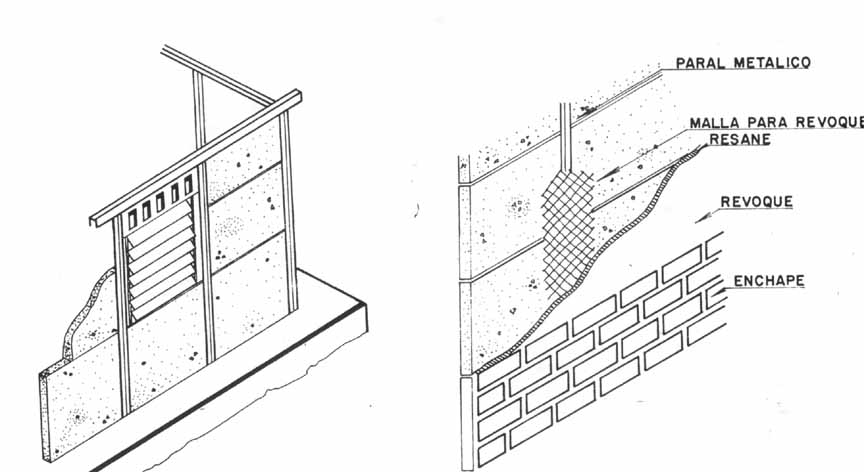 PARAL METALICO
MALLA PARA REVOQUE
RESANE
REVOQUE
ENCHAPE